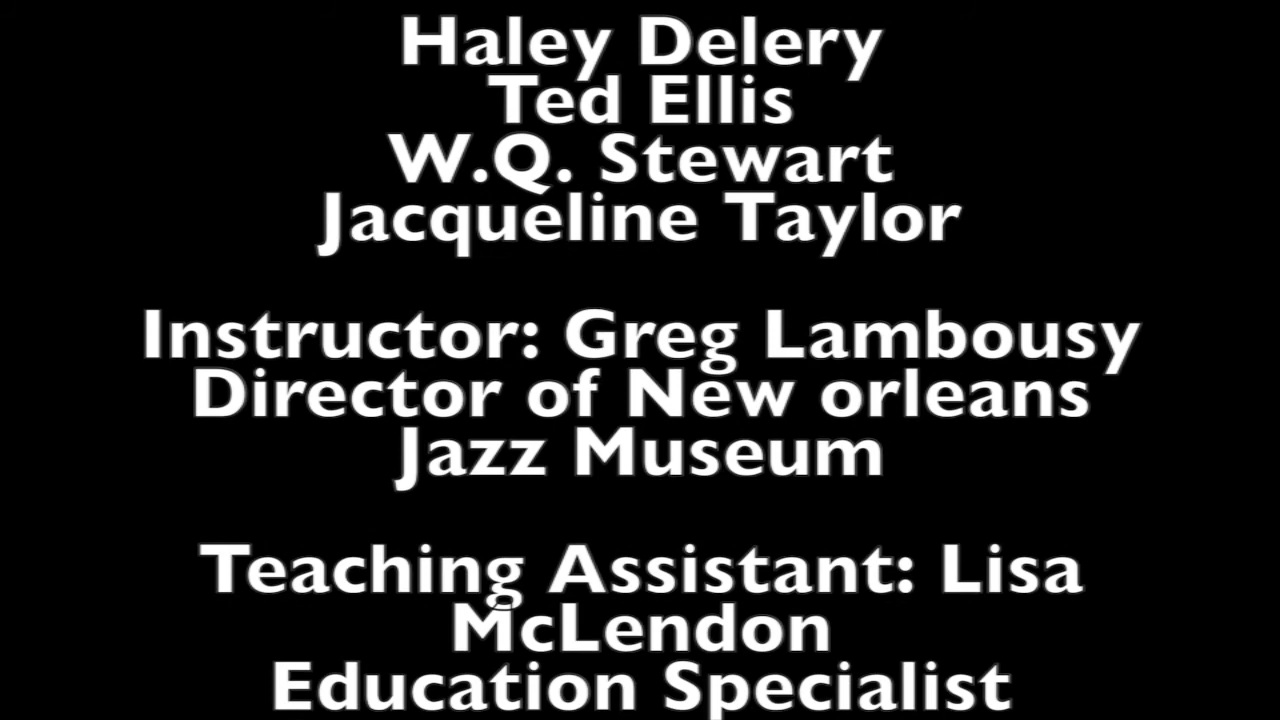 Haley Delery
Ted Ellis
W.Q. Stewart
Jacqueline Taylor
Instructor: Greg Lambousy
Director of New orleans
Jazz Museum
Teaching Assistant: Lisa
McLendon
Education Specialist